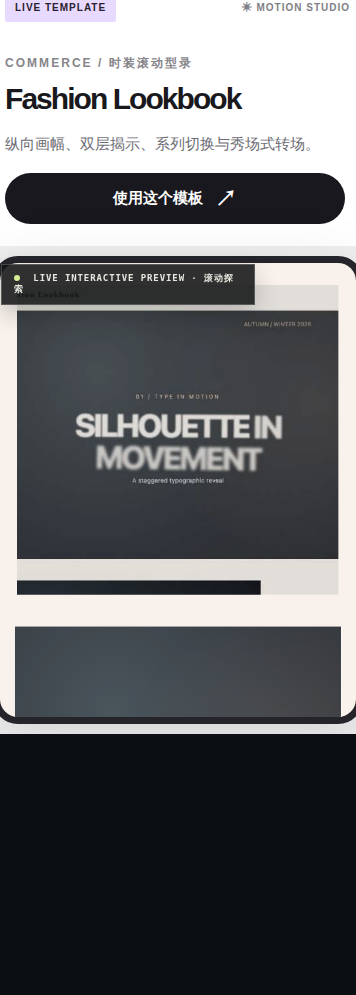 LIVE TEMPLATE
☀ MOTION STUDIO
COMMERCE / 时装滚动型录
Fashion Lookbook
纵向画幅、双层揭示、系列切换与秀场式转场。
使用这个模板 ↗
LIVE INTERACTIVE PREVIEW · 滚动探
索
Lookbook
AUTUMN / WINTER 2026
01 / TYPE IN MOTION
SILHOUETTE IN
MOVEMENT
A staggered typographic reveal